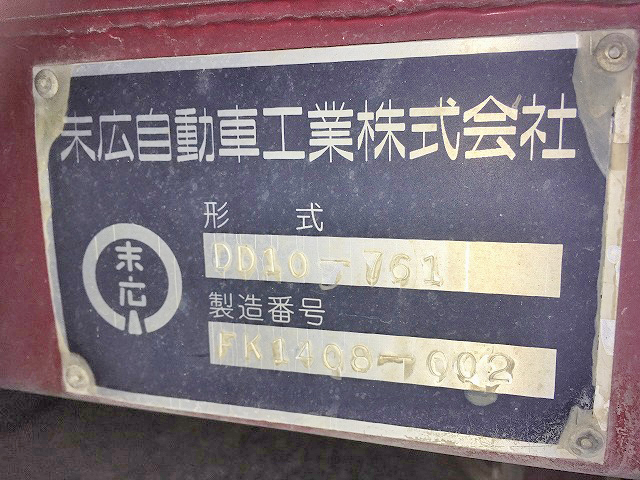 末広自動車工業株式会社
形 式
DD10-761
末広
製造番号
FK1408-002